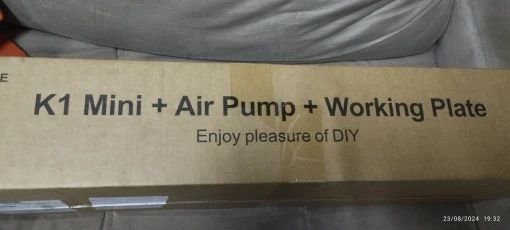 E
K1 Mini + Air Pump + Working Plate
Enjoy pleasure of DIY
23/08/2024 19:32